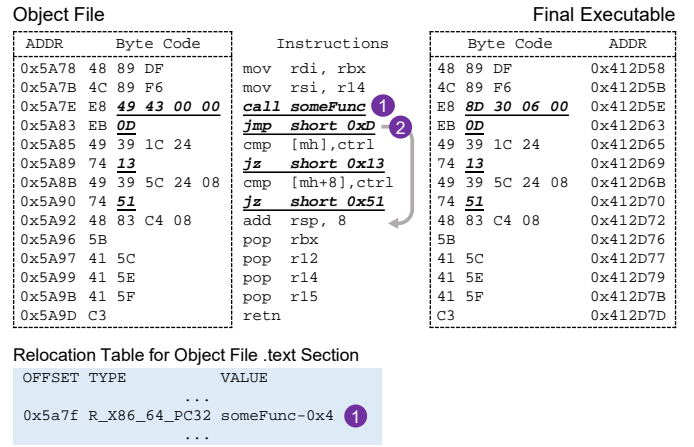 Object File Final Executable
ADDR Byte Code Instructions Byte Code ADDR
0x5A78 48 89 DF mov rdi, rbx 48 89 DF 0x412D58
0x5A7B 4C 89 F6 mov rsi, r14 4C 89 F6 0x412D5B
0x5A7E E8 49 43 00 00 call someFunc 1 E8 8D 30 06 00 0x412D5E
0x5A83 EB 0D jmp short 0xD 2 EB 0D 0x412D63
0x5A85 49 39 1C 24 cmp [mh],ctrl 49 39 1C 24 0x412D65
0x5A89 74 13 jz short 0x13 74 13 0x412D69
0x5A8B 49 39 5C 24 08 cmp [mh+8],ctrl 49 39 5C 24 08 0x412D6B
0x5A90 74 51 jz short 0x51 74 51 0x412D70
0x5A92 48 83 C4 08 add rsp, 8 48 83 C4 08 0x412D72
0x5A96 5B pop rbx 5B 0x412D76
0x5A97 41 5C pop r12 41 5C 0x412D77
0x5A99 41 5E pop r14 41 5E 0x412D79
0x5A9B 41 5F pop r15 41 5F 0x412D7B
0x5A9D C3 retn C3 0x412D7D
Relocation Table for Object File .text Section
OFFSET TYPE VALUE
...
0x5a7f R_X86_64_PC32 someFunc-0x4 1
...